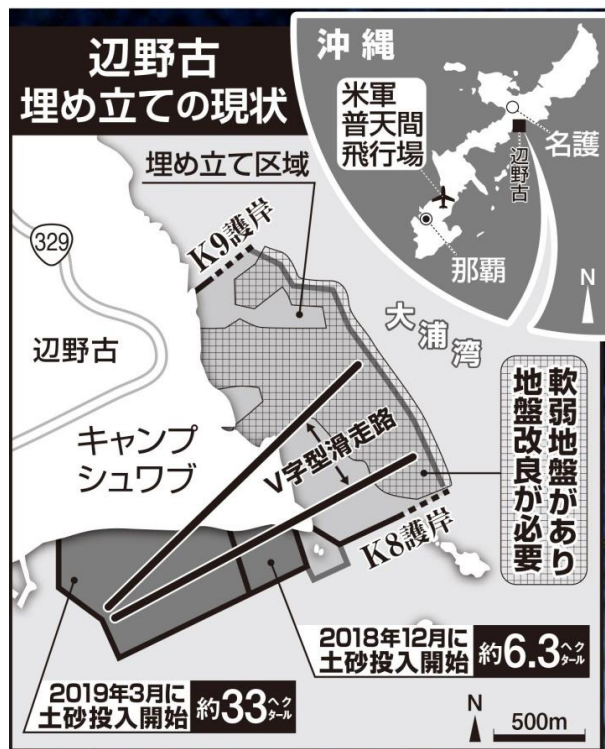 辺野古
埋め立ての現状
沖縄
米軍
普天間
飛行場
名護
辺野古
那覇
N
埋め立て区域
K9護岸
329
辺野古
大浦湾
キャンプ
シュワブ
V字型滑走路
軟弱地盤があり
地盤改良が必要
K8護岸
2018年12月に
土砂投入開始 約6.3ヘクタール
2019年3月に
土砂投入開始 約33ヘクタール
N
500m